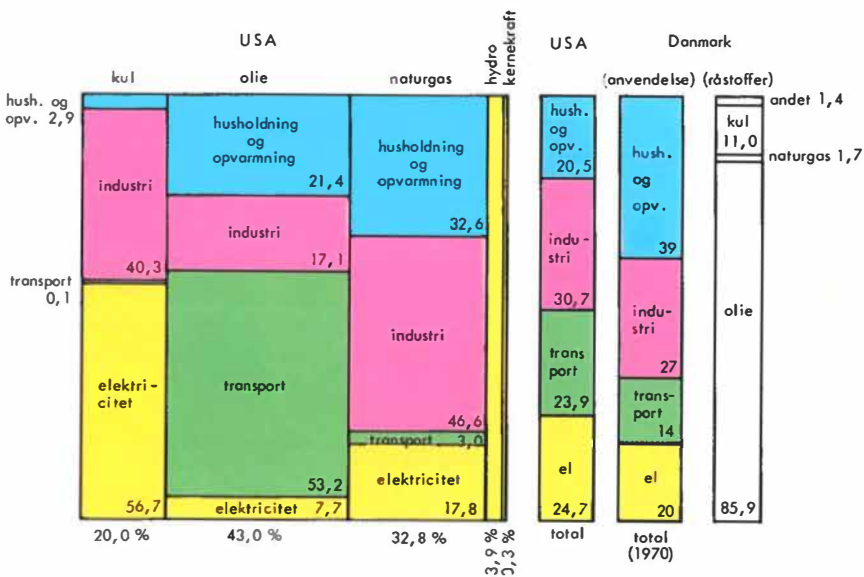 USA
kul
olie
naturgas
hydro
kernekraft
hush. og
opv. 2,9
industri
40,3
transport
0,1
elektri-
citet
56,7
20,0 %
husholdning
og
opvarmning
21,4
industri
17,1
transport
53,2
elektricitet 7,7
43,0 %
husholdning
og
opvarmning
32,6
industri
46,6
transport 3,0
elektricitet
17,8
32,8 %
3,9 %
0,3 %
USA
hush.
og
opv.
20,5
indu-
stri
30,7
trans
port
23,9
el
24,7
total
Danmark
(anvendelse) (råstoffer)
hush.
og
opv.
39
indu-
stri
27
trans-
port
14
el
20
total
(1970)
andet 1,4
kul
11,0
naturgas 1,7
olie
85,9